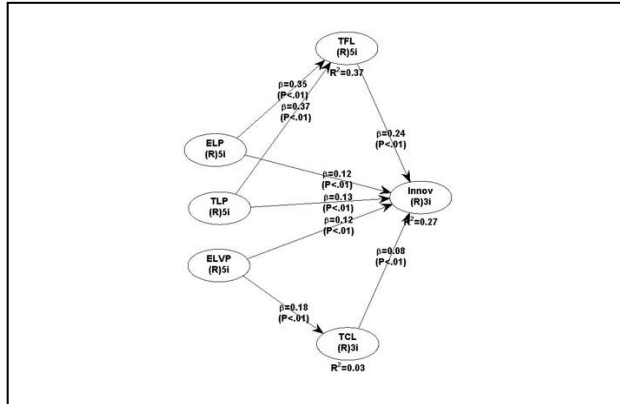 TFL
(R)5i
R²=0.37
β=0.35
(P<.01)
β=0.37
(P<.01)
β=0.24
(P<.01)
ELP
(R)5i
β=0.12
(P<.01)
Innov
(R)3i
R²=0.27
TLP
(R)5i
β=0.13
(P<.01)
β=0.12
(P<.01)
ELVP
(R)5i
β=0.08
(P<.01)
β=0.18
(P<.01)
TCL
(R)3i
R²=0.03